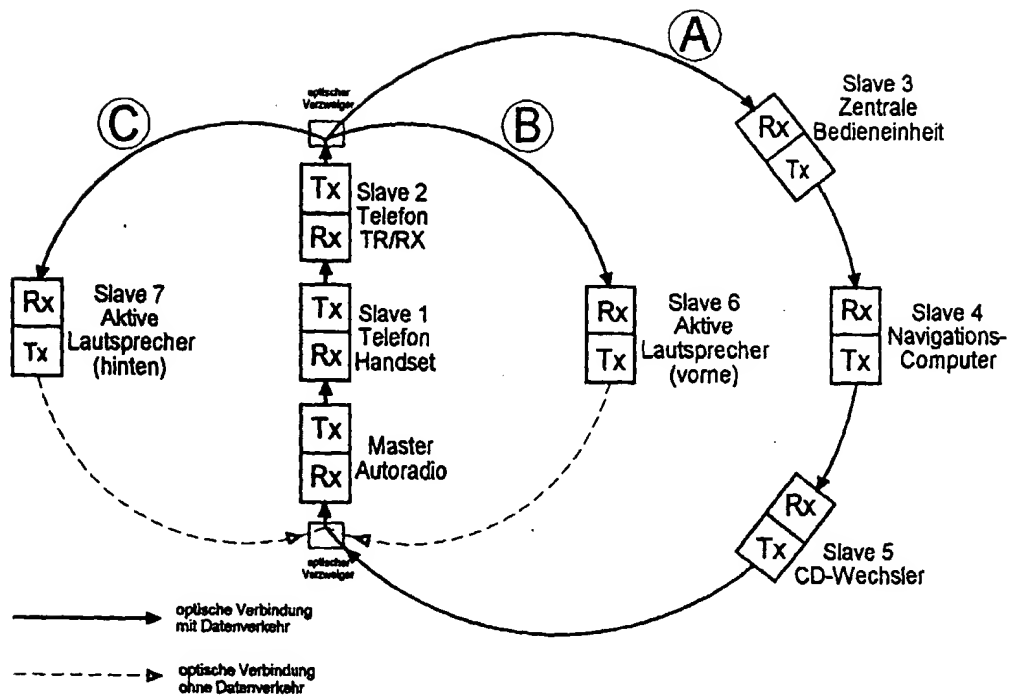 A
C
B
optischer
Verzweiger
Slave 3
Zentrale
Bedieneinheit
Rx
Tx
Tx
Rx
Slave 2
Telefon
TR/RX
Rx
Tx
Slave 7
Aktive
Lautsprecher
(hinten)
Tx
Rx
Slave 1
Telefon
Handset
Rx
Tx
Slave 6
Aktive
Lautsprecher
(vorne)
Rx
Tx
Slave 4
Navigations-
Computer
Tx
Rx
Master
Autoradio
Rx
Tx
Slave 5
CD-Wechsler
optischer
Verzweiger
optische Verbindung
mit Datenverkehr
optische Verbindung
ohne Datenverkehr